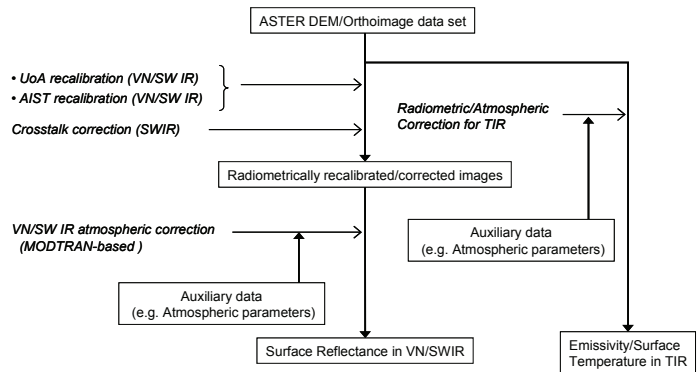 ASTER DEM/Orthoimage data set
• UoA recalibration (VN/SW IR)
• AIST recalibration (VN/SW IR)
Crosstalk correction (SWIR)
Radiometric/Atmospheric
Correction for TIR
Radiometrically recalibrated/corrected images
VN/SW IR atmospheric correction
(MODTRAN-based )
Auxiliary data
(e.g. Atmospheric parameters)
Auxiliary data
(e.g. Atmospheric parameters)
Surface Reflectance in VN/SWIR
Emissivity/Surface
Temperature in TIR